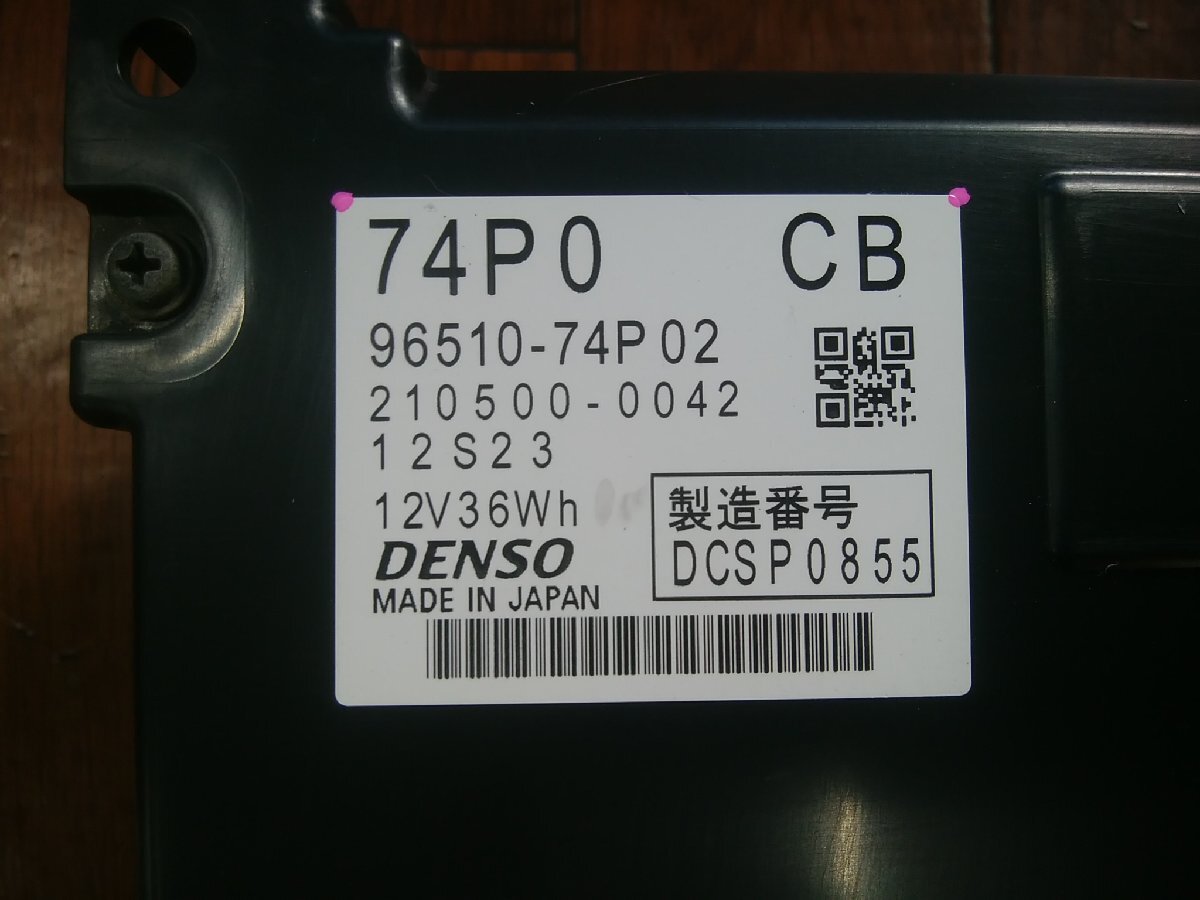 74P0 CB
96510-74P02
210500-0042
12S23
12V36Wh
DENSO
MADE IN JAPAN
製造番号
DCSP0855